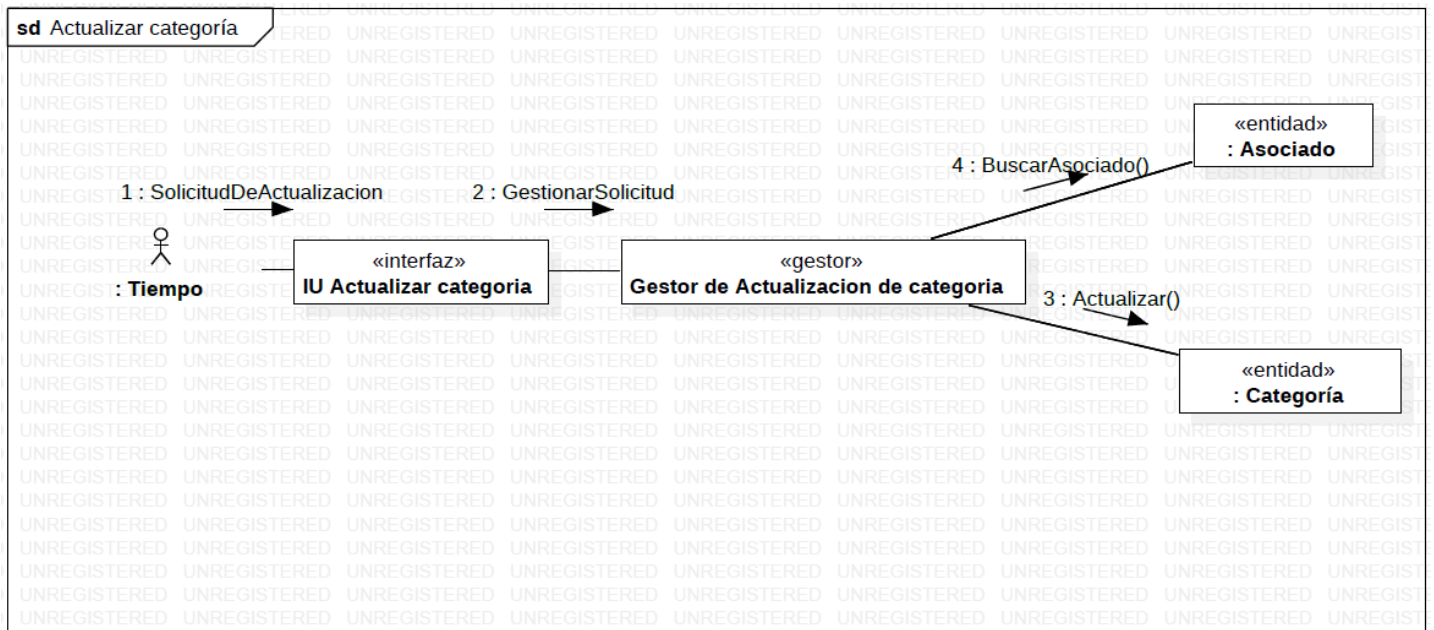 sd Actualizar categoría
«entidad»
: Asociado
4 : BuscarAsociado()
1 : SolicitudDeActualizacion
2 : GestionarSolicitud
«interfaz»
IU Actualizar categoria
«gestor»
Gestor de Actualizacion de categoria
: Tiempo
3 : Actualizar()
«entidad»
: Categoría
UNREGISTERED